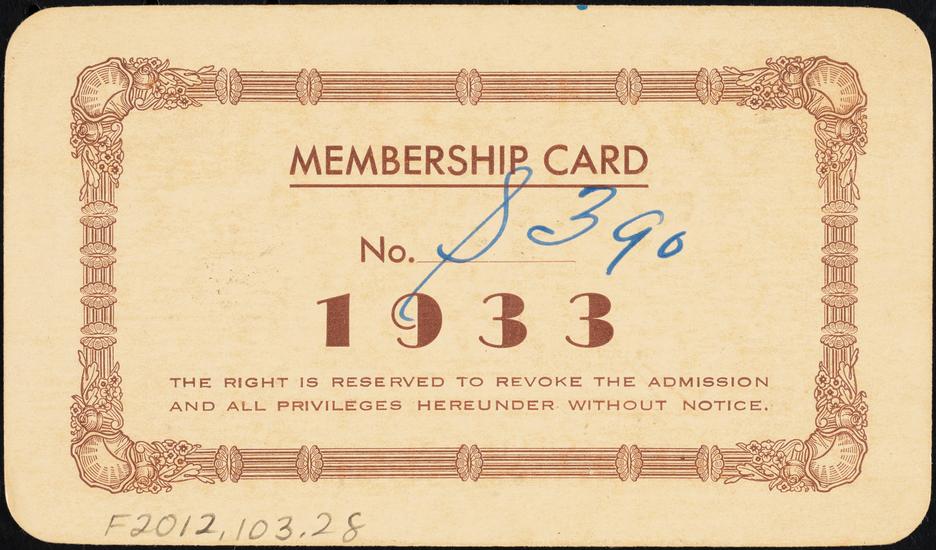 MEMBERSHIP CARD
No. 8390
1933
THE RIGHT IS RESERVED TO REVOKE THE ADMISSION
AND ALL PRIVILEGES HEREUNDER WITHOUT NOTICE.
F2012.103.28